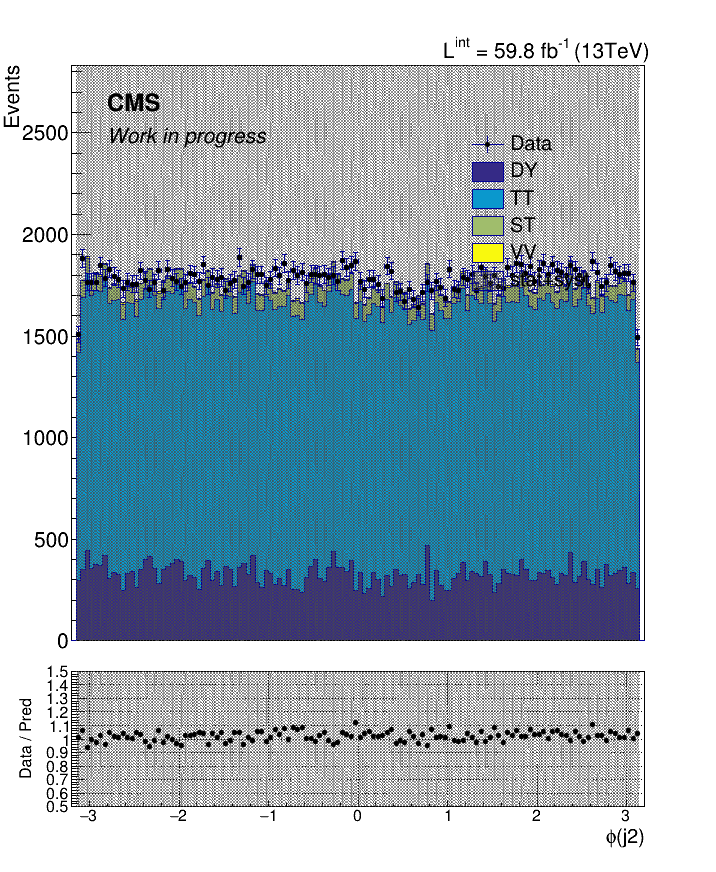 L^int = 59.8 fb^-1 (13TeV)
Events
CMS
Work in progress
2500
2000
1500
1000
500
0
Data
DY
TT
ST
VV
Data / Pred
1.5
1.4
1.3
1.2
1.1
1
0.9
0.8
0.7
0.6
0.5
−3
−2
−1
0
1
2
3
ϕ(j2)